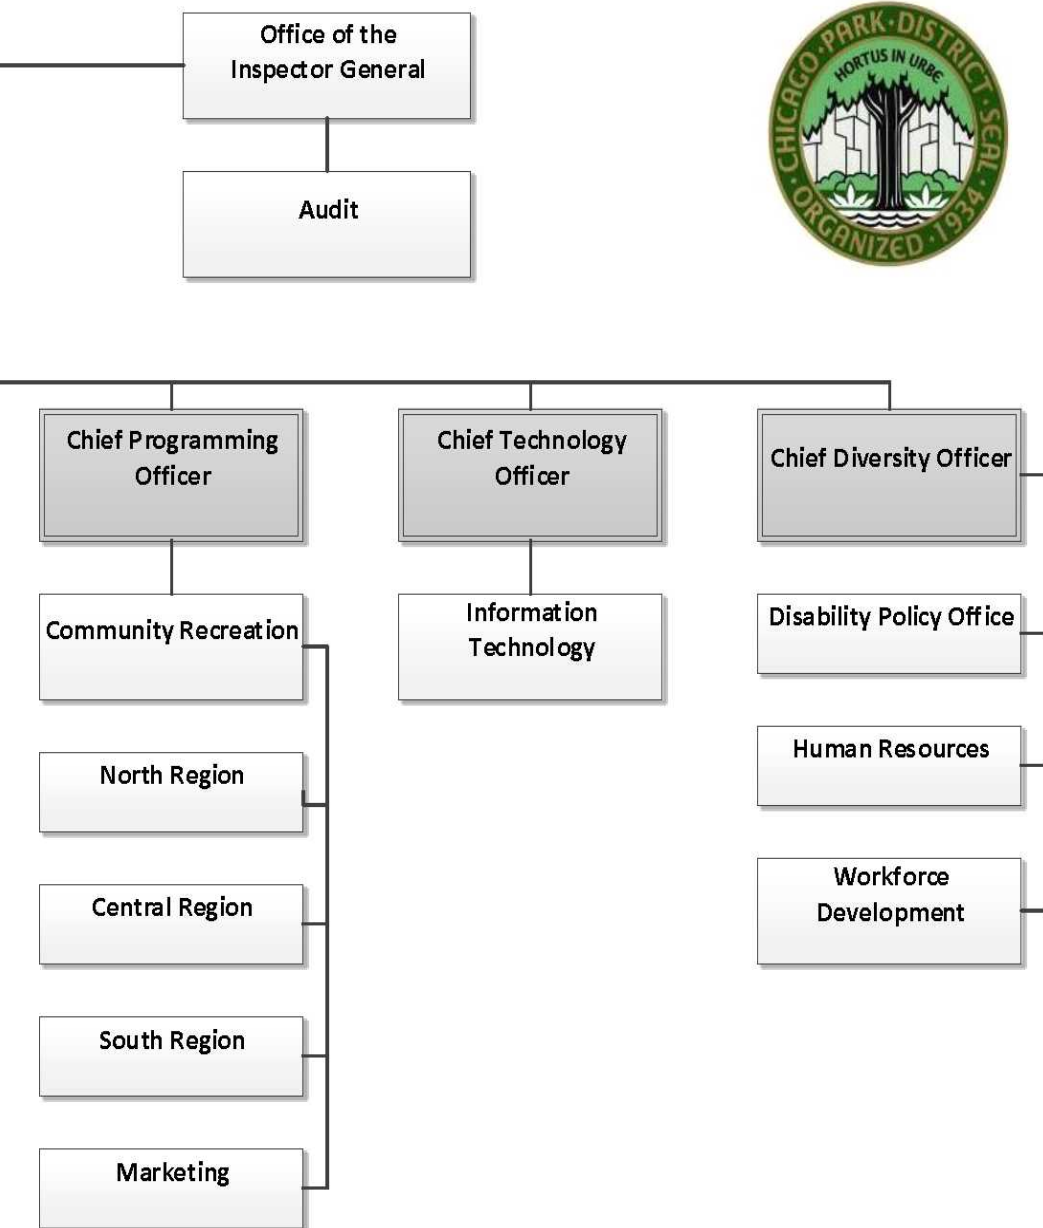 Office of the
Inspector General
CHICAGO · PARK · DISTRICT · SEAL ·
HORTUS IN URBE
ORGANIZED · 1934
Audit
Chief Programming
Officer
Chief Technology
Officer
Chief Diversity Officer
Community Recreation
Information
Technology
Disability Policy Office
North Region
Human Resources
Central Region
Workforce
Development
South Region
Marketing